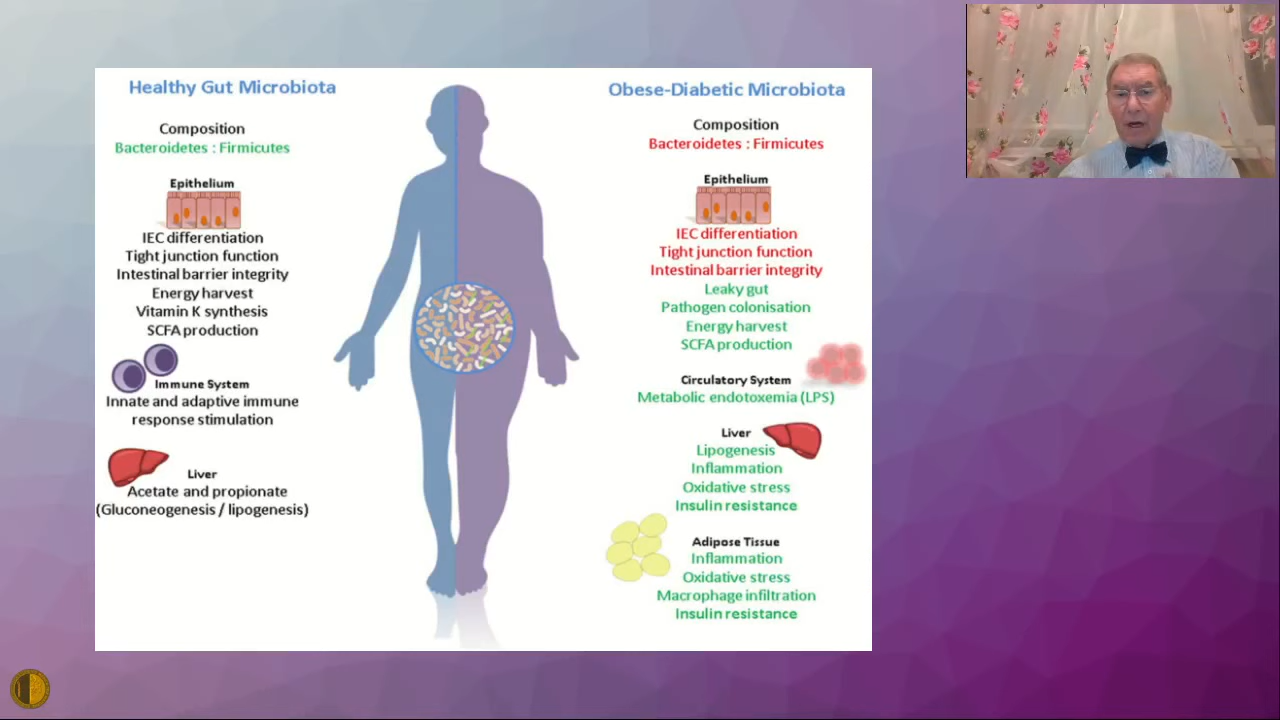 Healthy Gut Microbiota
Composition
Bacteroidetes : Firmicutes
Epithelium
IEC differentiation
Tight junction function
Intestinal barrier integrity
Energy harvest
Vitamin K synthesis
SCFA production
Immune System
Innate and adaptive immune
response stimulation
Liver
Acetate and propionate
(Gluconeogenesis / lipogenesis)
Obese-Diabetic Microbiota
Composition
Bacteroidetes : Firmicutes
Epithelium
IEC differentiation
Tight junction function
Intestinal barrier integrity
Leaky gut
Pathogen colonisation
Energy harvest
SCFA production
Circulatory System
Metabolic endotoxemia (LPS)
Liver
Lipogenesis
Inflammation
Oxidative stress
Insulin resistance
Adipose Tissue
Inflammation
Oxidative stress
Macrophage infiltration
Insulin resistance